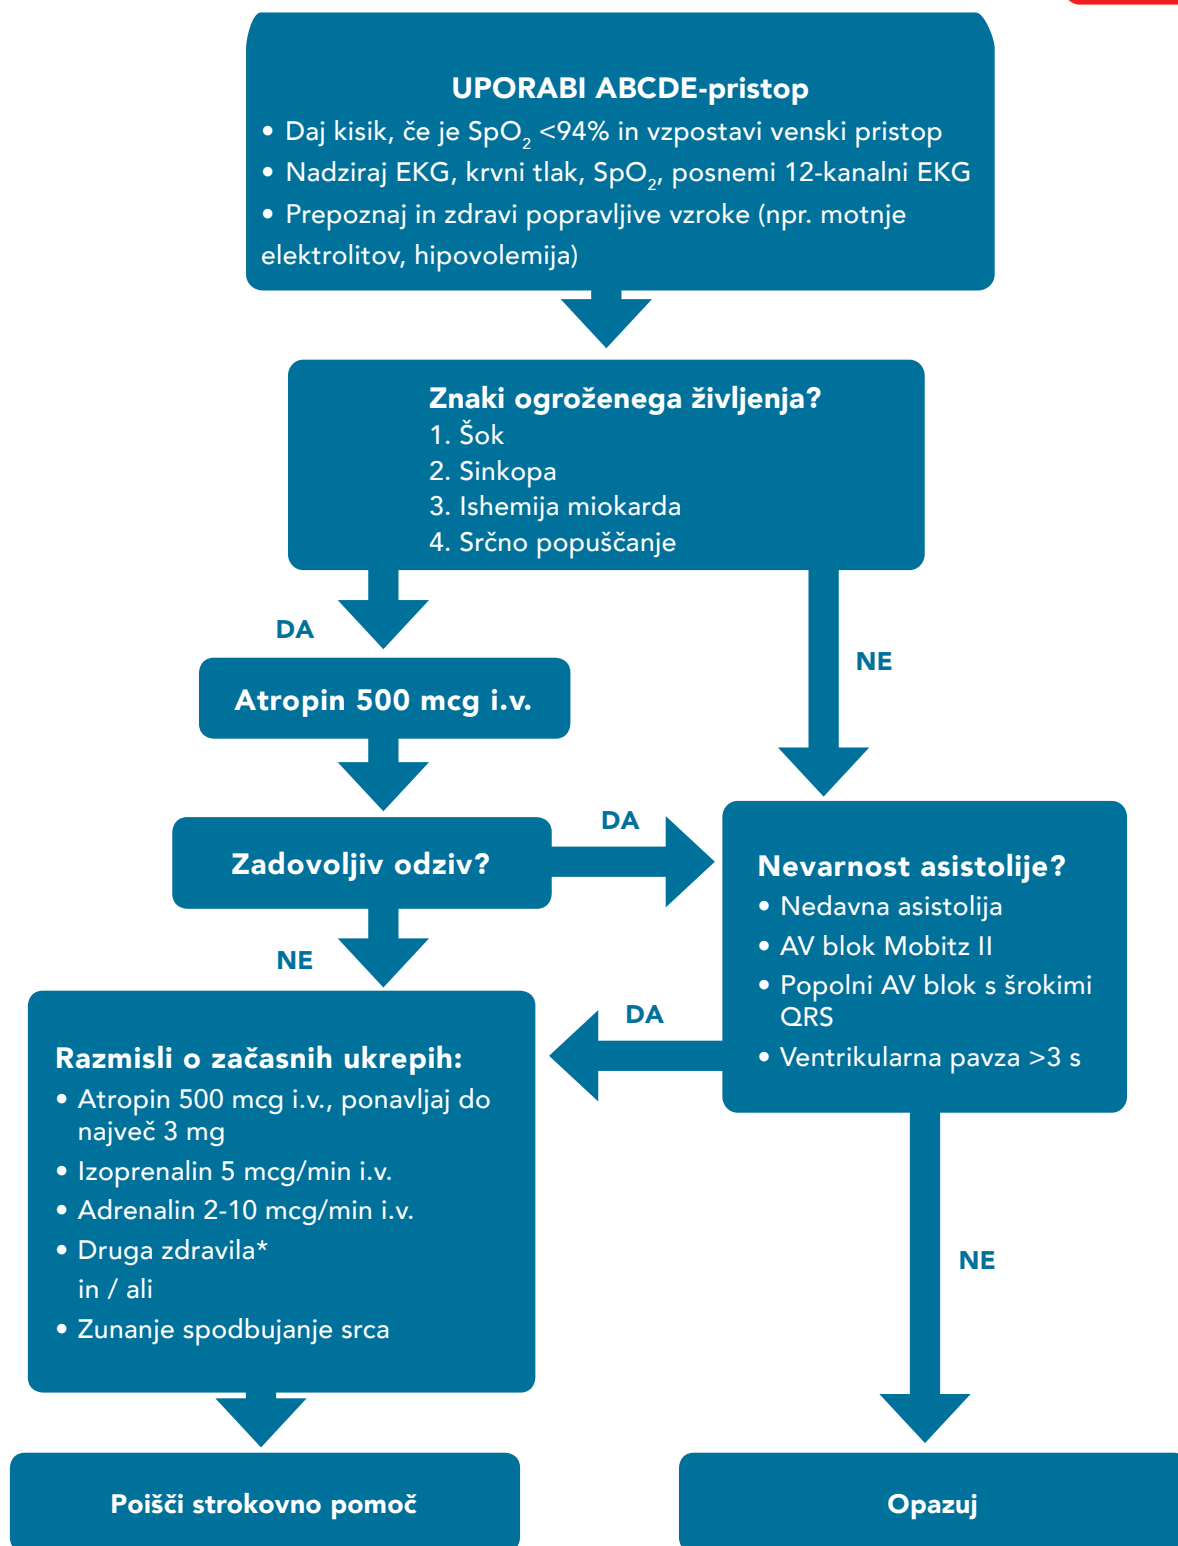 UPORABI ABCDE-pristop
• Daj kisik, če je SpO₂ <94% in vzpostavi venski pristop
• Nadziraj EKG, krvni tlak, SpO₂, posnemi 12-kanalni EKG
• Prepoznaj in zdravi popravljive vzroke (npr. motnje
elektrolitov, hipovolemija)
Znaki ogroženega življenja?
1. Šok
2. Sinkopa
3. Ishemija miokarda
4. Srčno popuščanje
DA
NE
Atropin 500 mcg i.v.
Zadovoljiv odziv?
DA
NE
Nevarnost asistolije?
• Nedavna asistolija
• AV blok Mobitz II
• Popolni AV blok s šrokimi
QRS
• Ventrikularna pavza >3 s
DA
NE
Razmisli o začasnih ukrepih:
• Atropin 500 mcg i.v., ponavljaj do
največ 3 mg
• Izoprenalin 5 mcg/min i.v.
• Adrenalin 2-10 mcg/min i.v.
• Druga zdravila*
in / ali
• Zunanje spodbujanje srca
Poišči strokovno pomoč
Opazuj